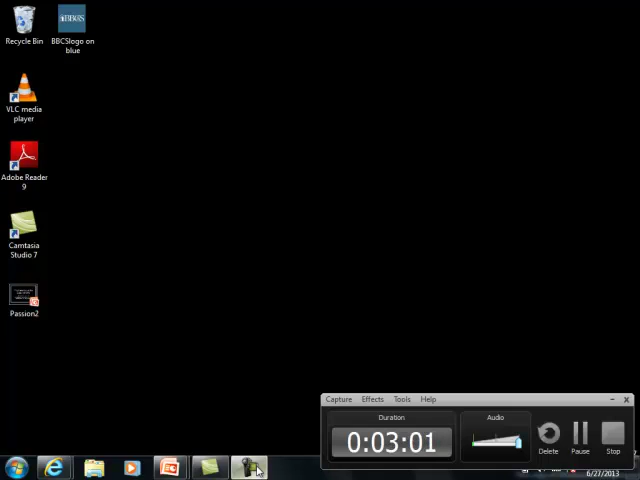 Recycle Bin
BBCS
BBCSlogo on
blue
VLC media
player
Adobe Reader
9
Camtasia
Studio 7
Passion2
Capture Effects Tools Help
Duration
Audio
0:03:01
Delete Pause Stop
6/27/2013